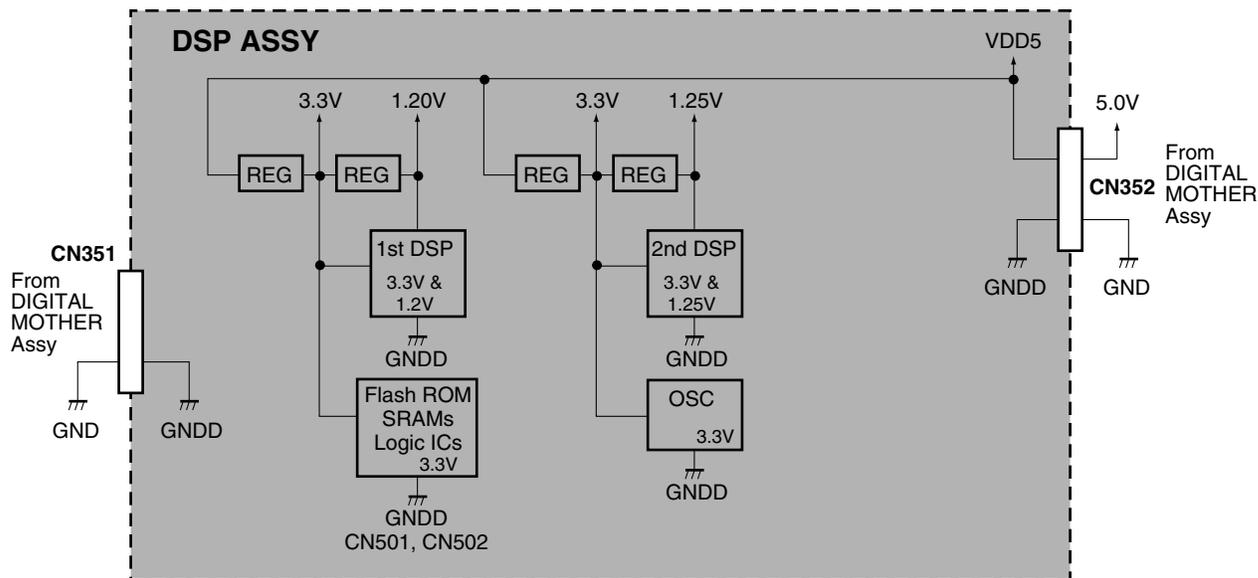 DSP ASSY
VDD5
3.3V
1.20V
3.3V
1.25V
5.0V
REG
REG
REG
REG
From
DIGITAL
MOTHER
Assy
CN352
GNDD
GND
CN351
From
DIGITAL
MOTHER
Assy
GND
GNDD
1st DSP
3.3V &
1.2V
GNDD
2nd DSP
3.3V &
1.25V
GNDD
Flash ROM
SRAMs
Logic ICs
3.3V
GNDD
CN501, CN502
OSC
3.3V
GNDD